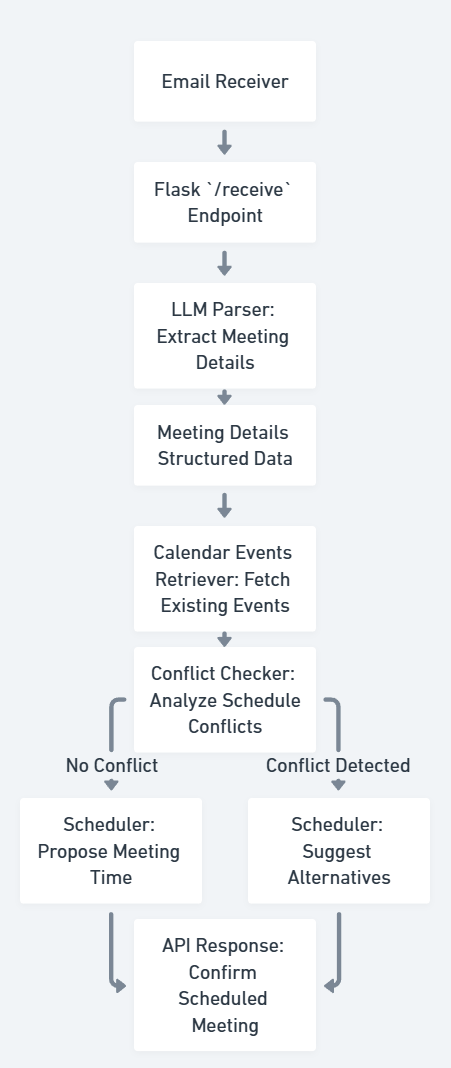 Email Receiver
Flask `/receive`
Endpoint
LLM Parser:
Extract Meeting
Details
Meeting Details
Structured Data
Calendar Events
Retriever: Fetch
Existing Events
Conflict Checker:
Analyze Schedule
Conflicts
No Conflict
Conflict Detected
Scheduler:
Propose Meeting
Time
Scheduler:
Suggest
Alternatives
API Response:
Confirm
Scheduled
Meeting